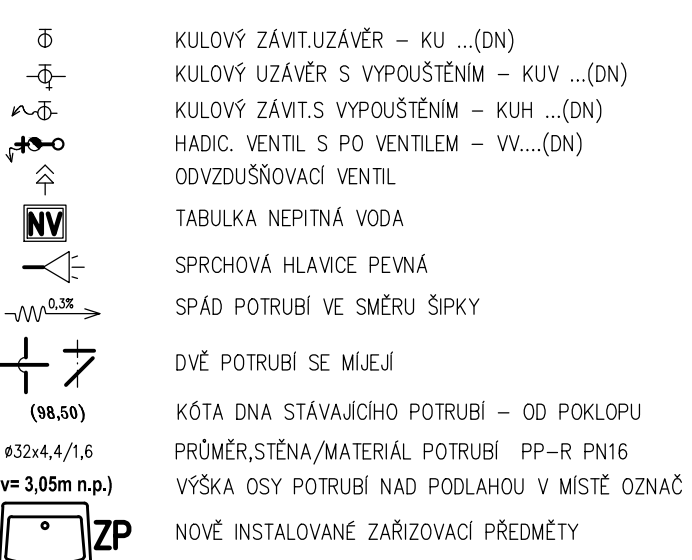 KULOVÝ ZÁVIT.UZÁVĚR – KU ...(DN)
KULOVÝ UZÁVĚR S VYPOUŠTĚNÍM – KUV ...(DN)
KULOVÝ ZÁVIT.S VYPOUŠTĚNÍM – KUH ...(DN)
HADIC. VENTIL S PO VENTILEM – VV....(DN)
ODVZDUŠŇOVACÍ VENTIL
NV TABULKA NEPITNÁ VODA
SPRCHOVÁ HLAVICE PEVNÁ
0,3% SPÁD POTRUBÍ VE SMĚRU ŠIPKY
DVĚ POTRUBÍ SE MÍJEJÍ
(98,50) KÓTA DNA STÁVAJÍCÍHO POTRUBÍ – OD POKLOPU
ø32x4,4/1,6 PRŮMĚR,STĚNA/MATERIÁL POTRUBÍ PP–R PN16
v= 3,05m n.p.) VÝŠKA OSY POTRUBÍ NAD PODLAHOU V MÍSTĚ OZNAČ
ZP NOVĚ INSTALOVANÉ ZAŘIZOVACÍ PŘEDMĚTY